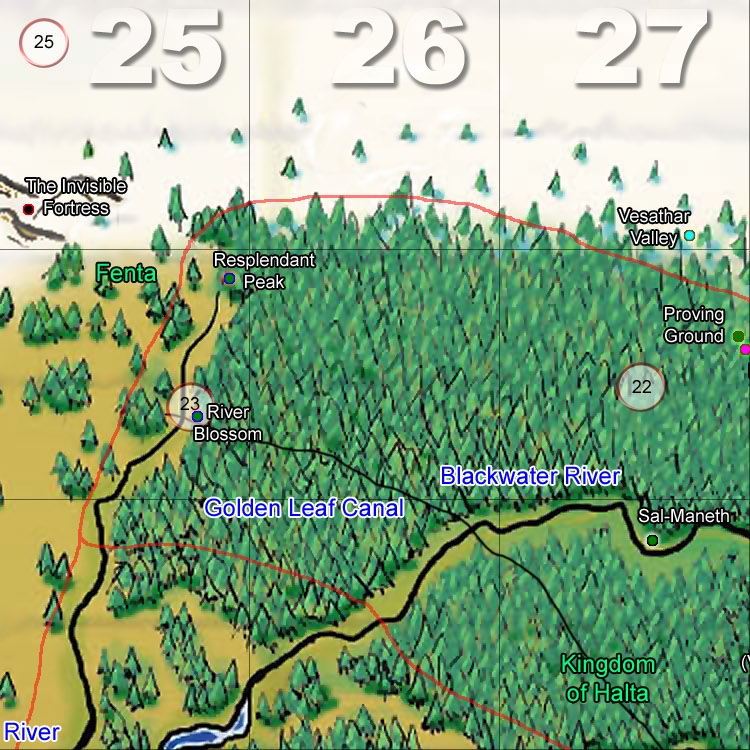 25
25
26
27
The Invisible
Fortress
Vesathar
Valley
Fenta
Resplendant
Peak
Proving
Ground
22
23
River
Blossom
Blackwater River
Golden Leaf Canal
Sal-Maneth
Kingdom
of Halta
River